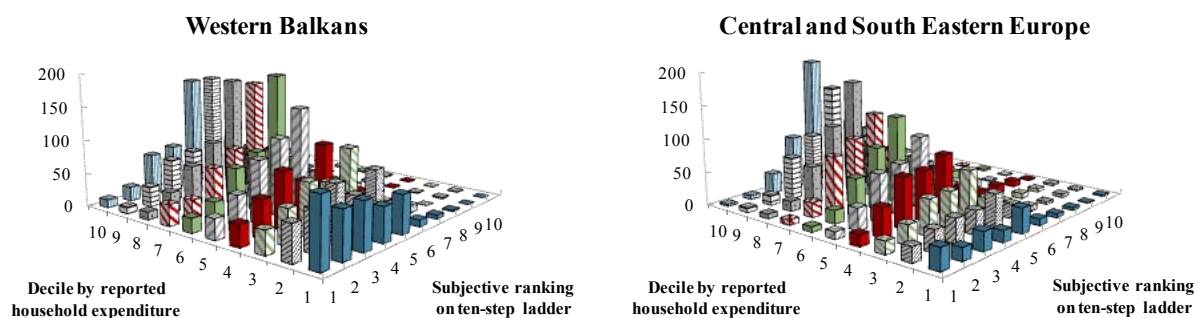 Western Balkans
200
150
100
50
0
10 9 8 7 6 5 4 3 2 1
1 2 3 4 5 6 7 8 9 10
Decile by reported
household expenditure
Subjective ranking
on ten-step ladder
Central and South Eastern Europe
200
150
100
50
0
10 9 8 7 6 5 4 3 2 1
1 2 3 4 5 6 7 8 9 10
Decile by reported
household expenditure
Subjective ranking
on ten-step ladder